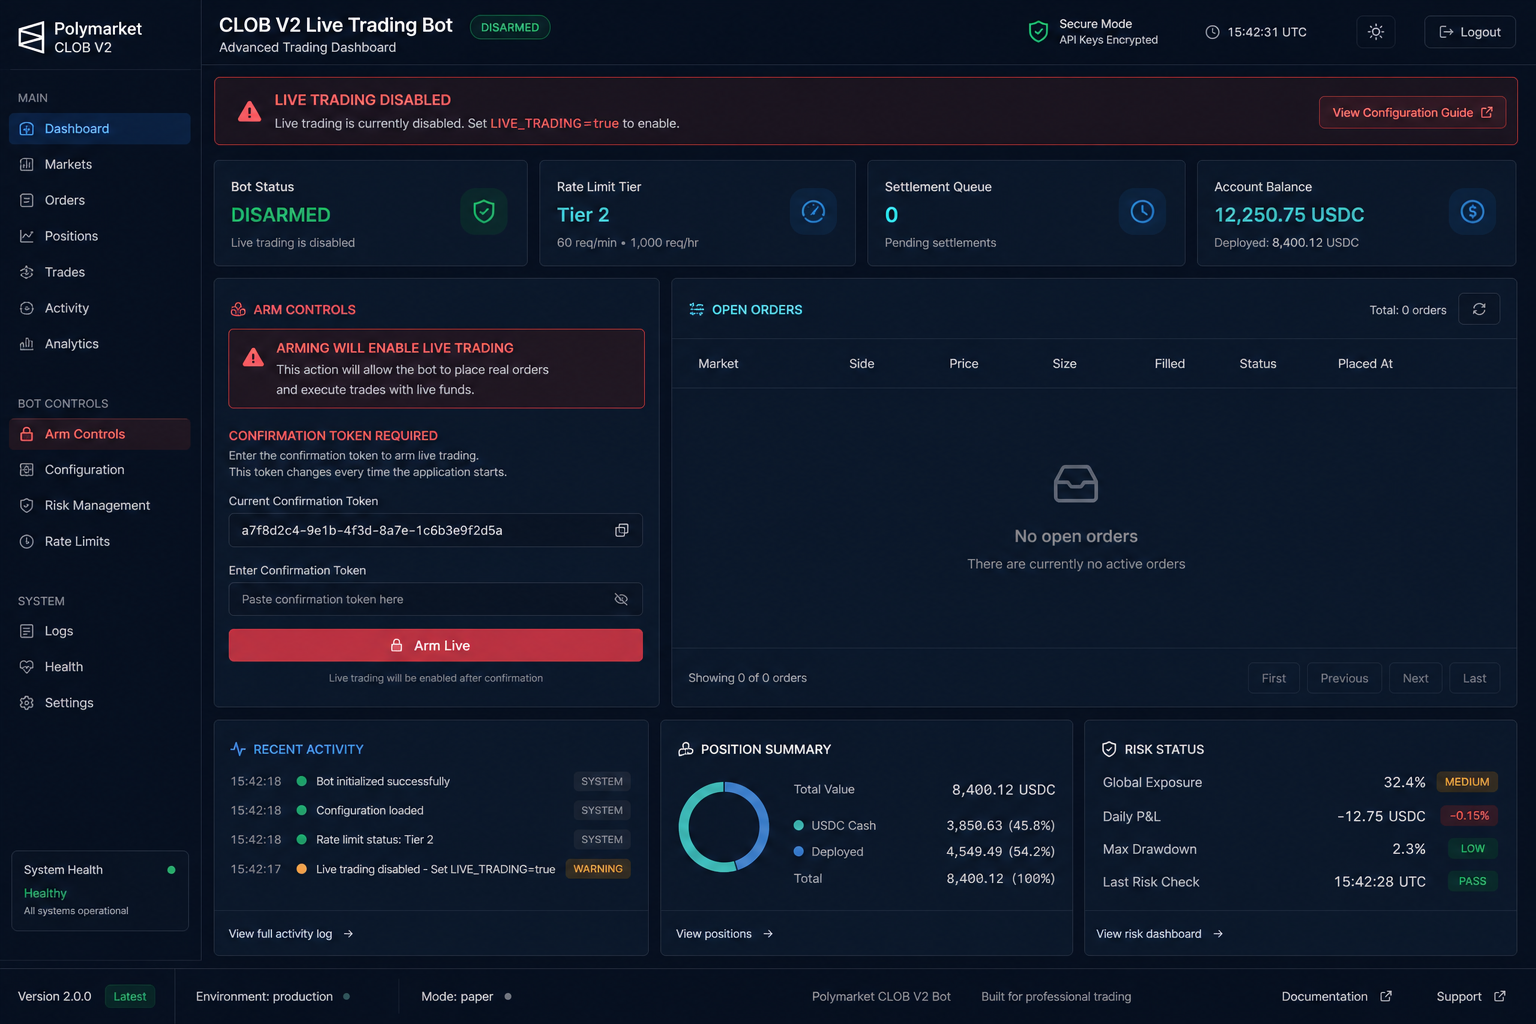 Polymarket
CLOB V2
CLOB V2 Live Trading Bot
DISARMED
Advanced Trading Dashboard
Secure Mode
API Keys Encrypted
15:42:31 UTC
Logout
MAIN
Dashboard
Markets
Orders
Positions
Trades
Activity
Analytics
BOT CONTROLS
Arm Controls
Configuration
Risk Management
Rate Limits
SYSTEM
Logs
Health
Settings
System Health
Healthy
All systems operational
LIVE TRADING DISABLED
Live trading is currently disabled. Set LIVE_TRADING=true to enable.
View Configuration Guide
Bot Status
DISARMED
Live trading is disabled
Rate Limit Tier
Tier 2
60 req/min • 1,000 req/hr
Settlement Queue
0
Pending settlements
Account Balance
12,250.75 USDC
Deployed: 8,400.12 USDC
ARM CONTROLS
ARMING WILL ENABLE LIVE TRADING
This action will allow the bot to place real orders
and execute trades with live funds.
CONFIRMATION TOKEN REQUIRED
Enter the confirmation token to arm live trading.
This token changes every time the application starts.
Current Confirmation Token
a7f8d2c4-9e1b-4f3d-8a7e-1c6b3e9f2d5a
Enter Confirmation Token
Paste confirmation token here
Arm Live
Live trading will be enabled after confirmation
OPEN ORDERS
Total: 0 orders
Market Side Price Size Filled Status Placed At
No open orders
There are currently no active orders
Showing 0 of 0 orders
First Previous Next Last
RECENT ACTIVITY
15:42:18 Bot initialized successfully SYSTEM
15:42:18 Configuration loaded SYSTEM
15:42:18 Rate limit status: Tier 2 SYSTEM
15:42:17 Live trading disabled - Set LIVE_TRADING=true WARNING
View full activity log →
POSITION SUMMARY
Total Value 8,400.12 USDC
USDC Cash 3,850.63 (45.8%)
Deployed 4,549.49 (54.2%)
Total 8,400.12 (100%)
View positions →
RISK STATUS
Global Exposure 32.4% MEDIUM
Daily P&L -12.75 USDC -0.15%
Max Drawdown 2.3% LOW
Last Risk Check 15:42:28 UTC PASS
View risk dashboard →
Version 2.0.0 Latest
Environment: production
Mode: paper
Polymarket CLOB V2 Bot
Built for professional trading
Documentation
Support